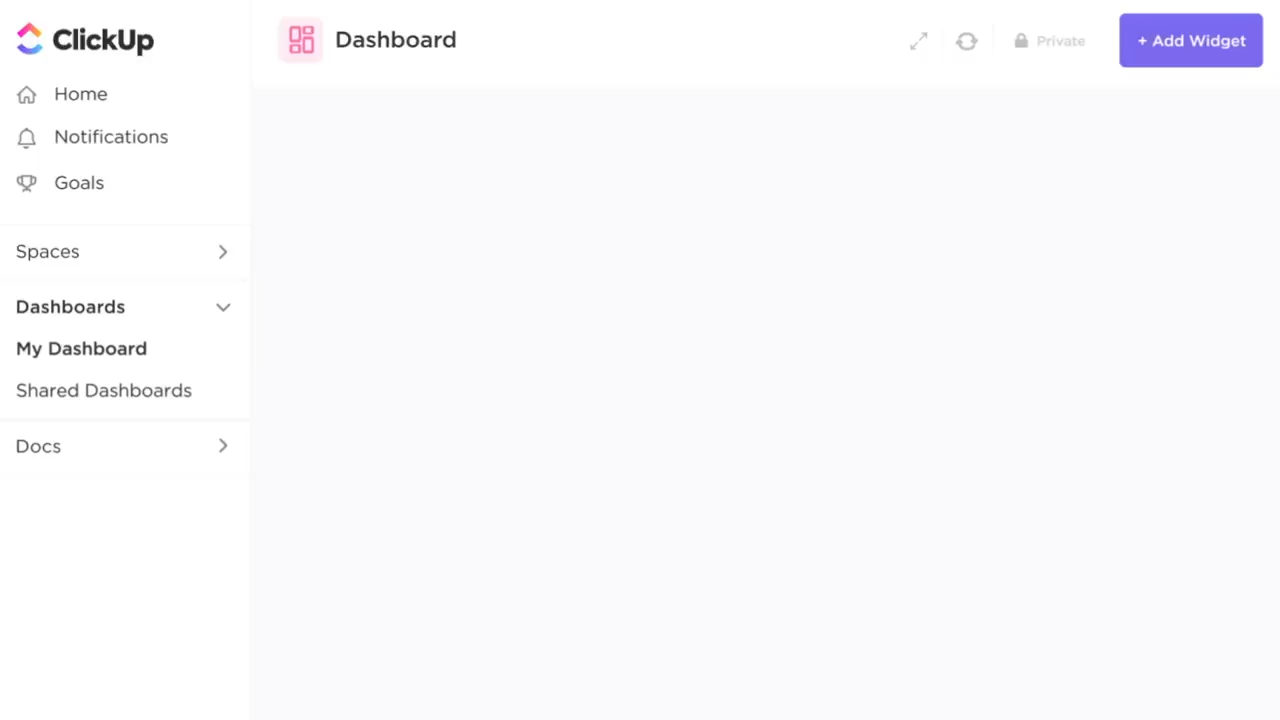 ClickUp
Home
Notifications
Goals
Spaces
Dashboards
My Dashboard
Shared Dashboards
Docs
Dashboard
Private
+ Add Widget